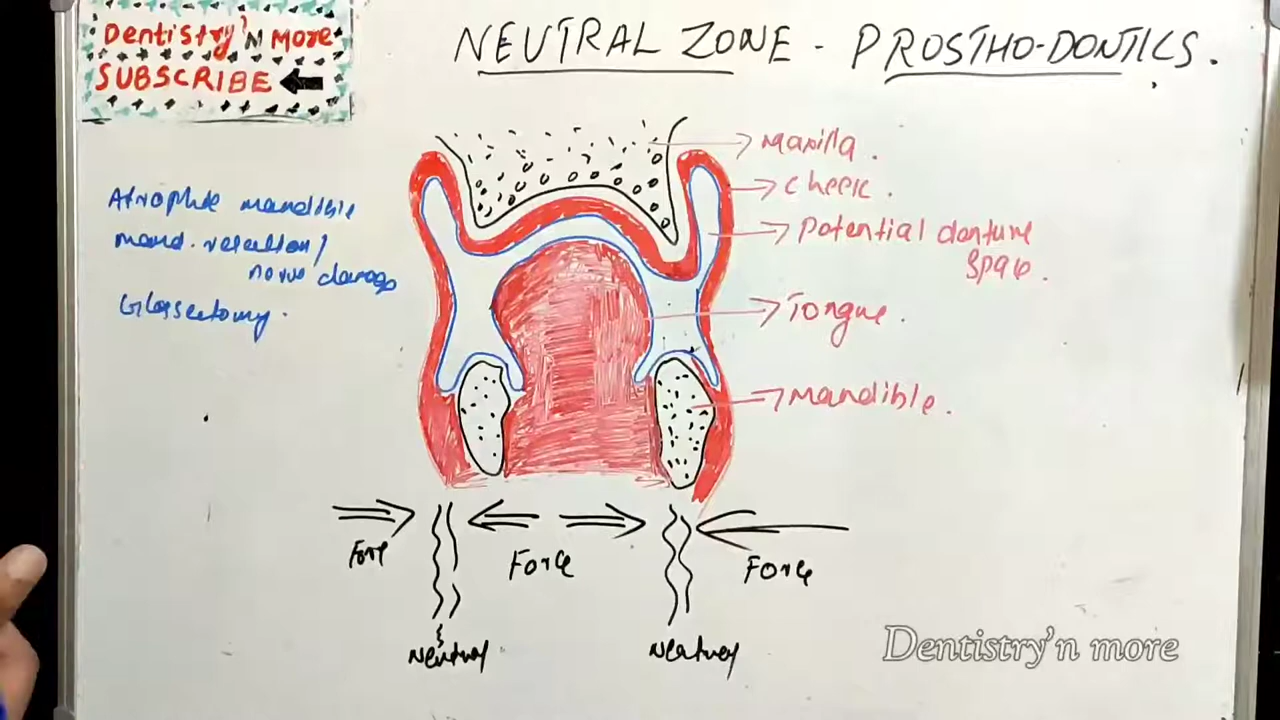 Dentistry'N More
SUBSCRIBE
NEUTRAL ZONE - PROSTHO-DONTICS.
Maxilla.
cheek.
Potential denture
space.
Tongue.
mandible.
Atrophic mandible
mand. resection/
nerve damage
Glossectomy.
Force
Force
Force
Neutral
Neutral
Dentistry'n more